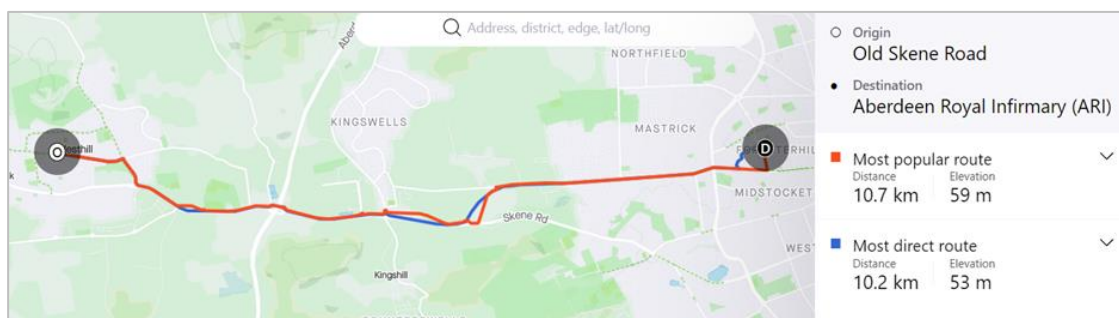 Address, district, edge, lat/long
NORTHFIELD
KINGSWELLS
MASTRICK
O
D
MIDSTOCKET
Skene Rd
Kingshill
Origin
Old Skene Road
Destination
Aberdeen Royal Infirmary (ARI)
Most popular route
Distance Elevation
10.7 km 59 m
Most direct route
Distance Elevation
10.2 km 53 m